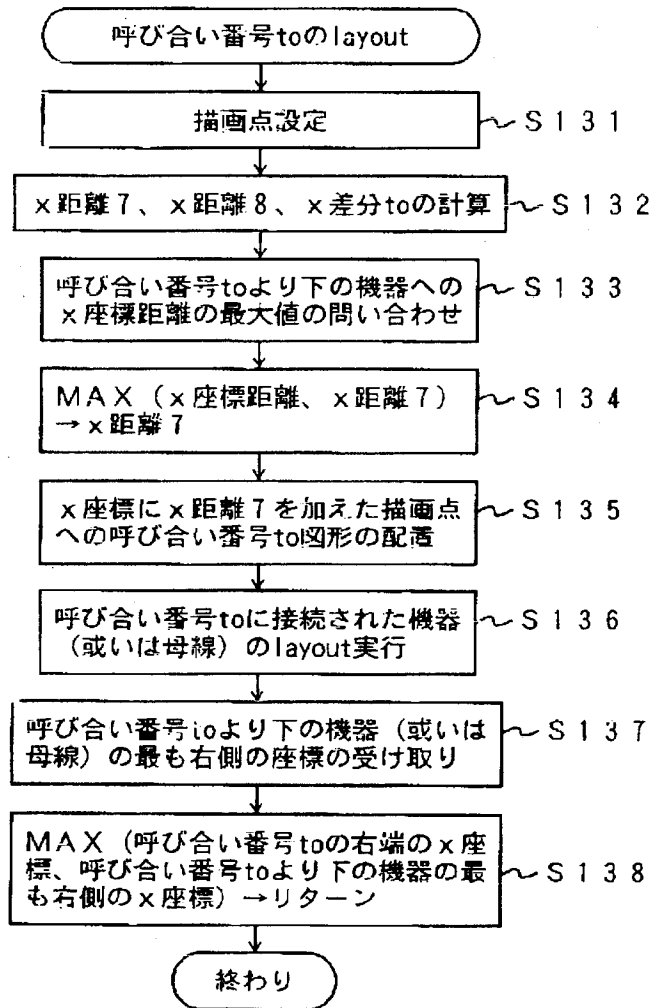 呼び合い番号toのlayout
描画点設定 ～Ｓ１３１
ｘ距離７、ｘ距離８、ｘ差分toの計算 ～Ｓ１３２
呼び合い番号toより下の機器への ～Ｓ１３３
ｘ座標距離の最大値の問い合わせ
ＭＡＸ（ｘ座標距離、ｘ距離７） ～Ｓ１３４
→ｘ距離７
ｘ座標にｘ距離７を加えた描画点 ～Ｓ１３５
への呼び合い番号to図形の配置
呼び合い番号toに接続された機器 ～Ｓ１３６
（或いは母線）のlayout実行
呼び合い番号toより下の機器（或いは ～Ｓ１３７
母線）の最も右側の座標の受け取り
ＭＡＸ（呼び合い番号toの右端のｘ座
標、呼び合い番号toより下の機器の最 ～Ｓ１３８
も右側のｘ座標）→リターン
終わり